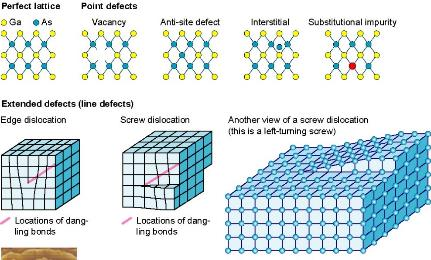 Perfect lattice
Point defects
Ga As
Vacancy
Anti-site defect
Interstitial
Substitutional impurity
Extended defects (line defects)
Edge dislocation
Screw dislocation
Another view of a screw dislocation
(this is a left-turning screw)
Locations of dang-
ling bonds
Locations of dang-
ling bonds